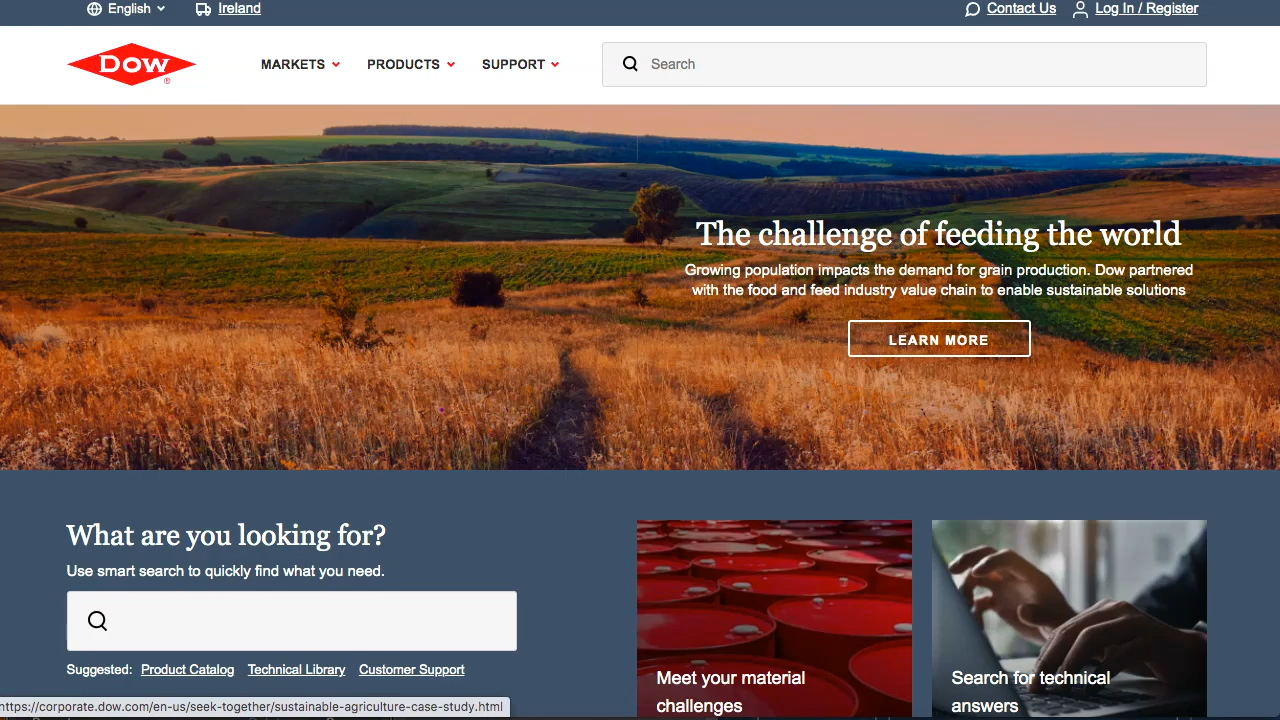 English
Ireland
Contact Us
Log In / Register
Dow
®
MARKETS
PRODUCTS
SUPPORT
Search
The challenge of feeding the world
Growing population impacts the demand for grain production. Dow partnered
with the food and feed industry value chain to enable sustainable solutions
LEARN MORE
What are you looking for?
Use smart search to quickly find what you need.
Suggested: Product Catalog Technical Library Customer Support
Meet your material
challenges
Search for technical
answers
https://corporate.dow.com/en-us/seek-together/sustainable-agriculture-case-study.html